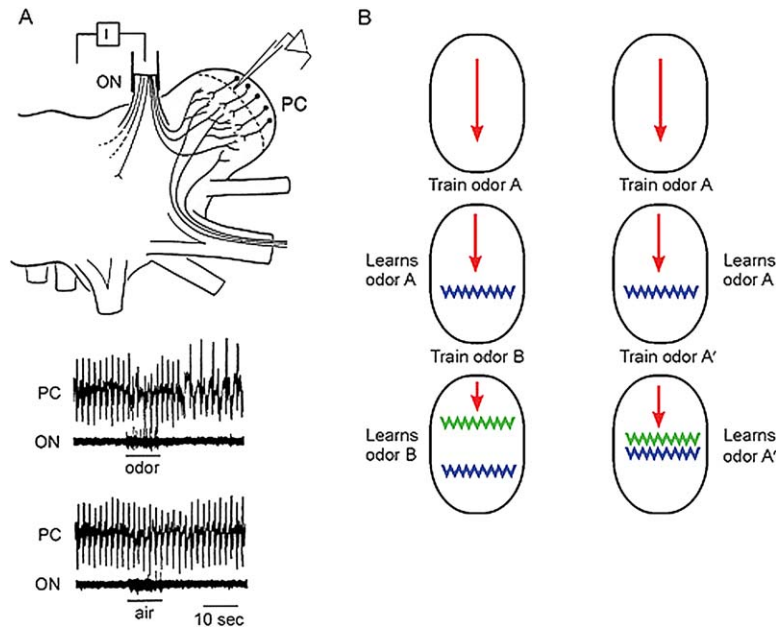 A
I
ON
PC
PC
ON
odor
PC
ON
air
10 sec
B
Train odor A
Train odor A
Learns
odor A
Learns
odor A
Train odor B
Train odor A′
Learns
odor B
Learns
odor A′